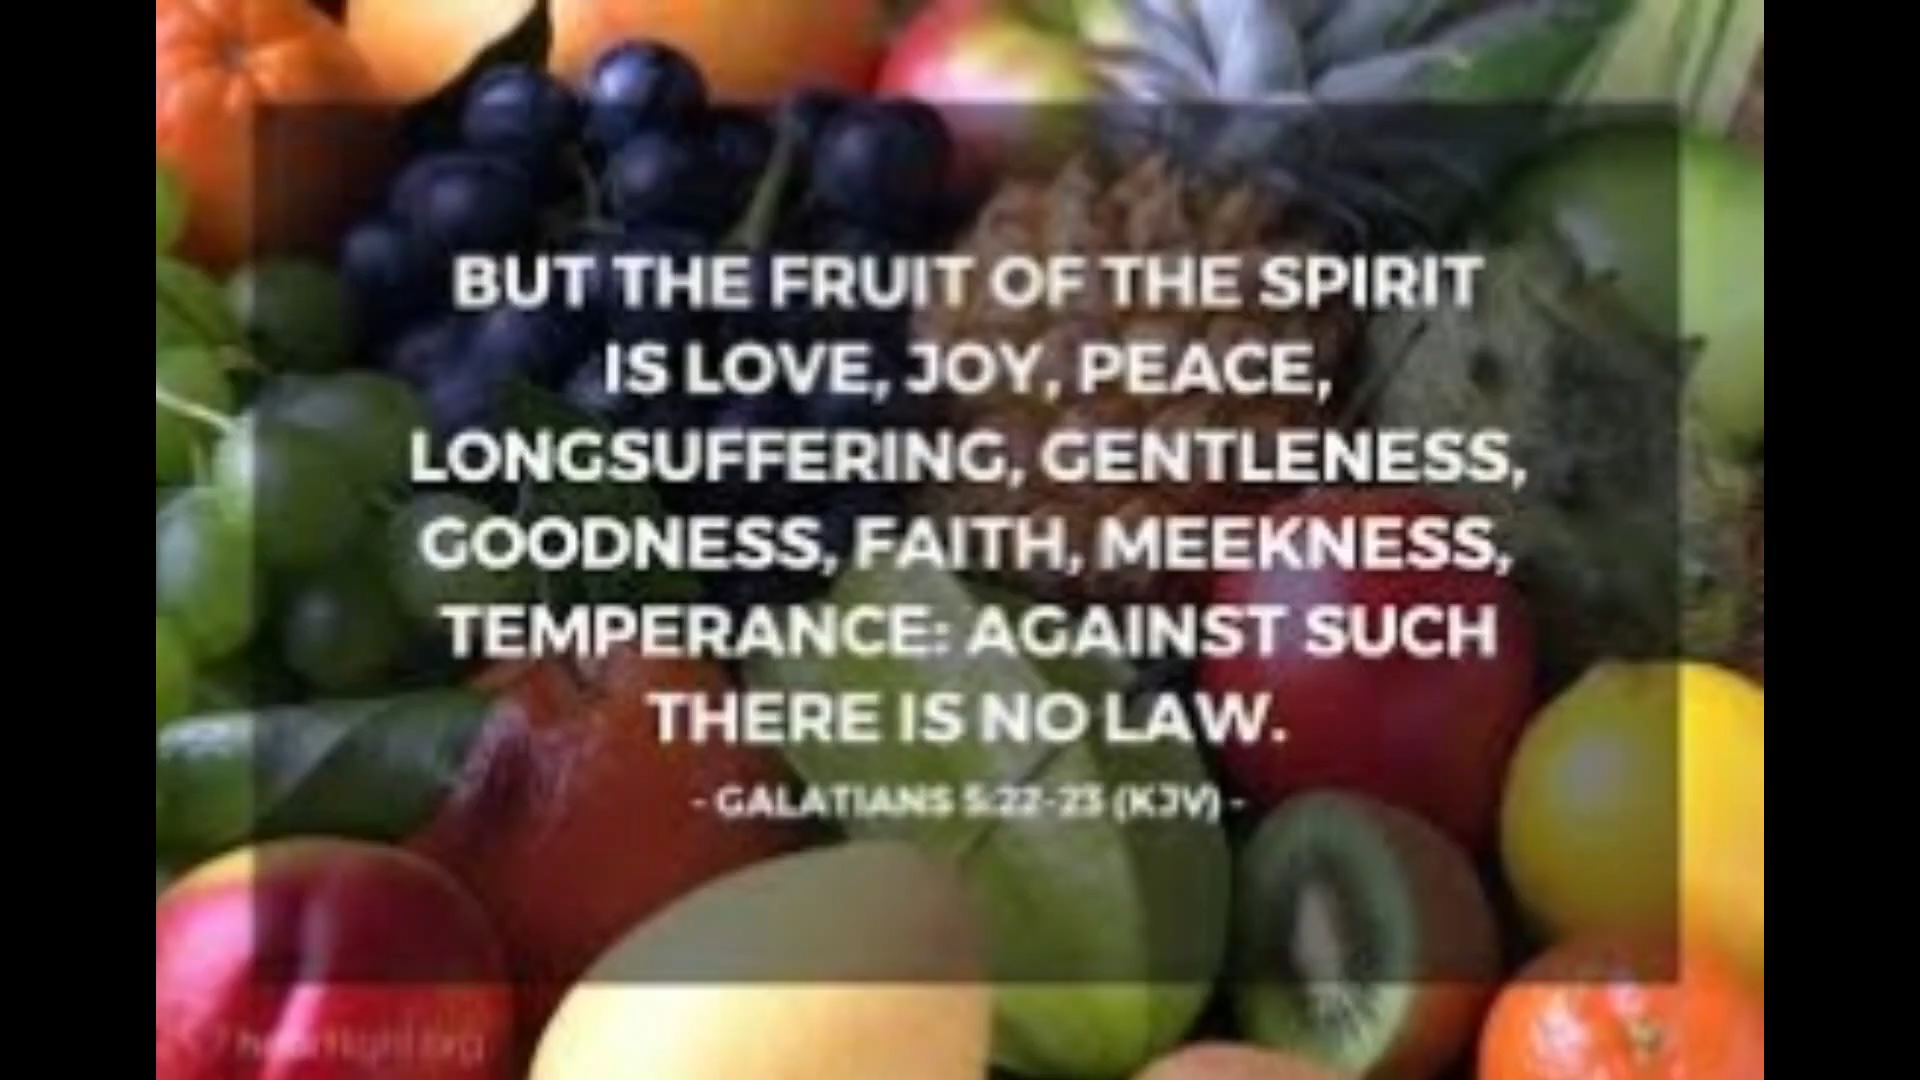 BUT THE FRUIT OF THE SPIRIT
IS LOVE, JOY, PEACE,
LONGSUFFERING, GENTLENESS,
GOODNESS, FAITH, MEEKNESS,
TEMPERANCE: AGAINST SUCH
THERE IS NO LAW.
- GALATIANS 5:22-23 (KJV) -